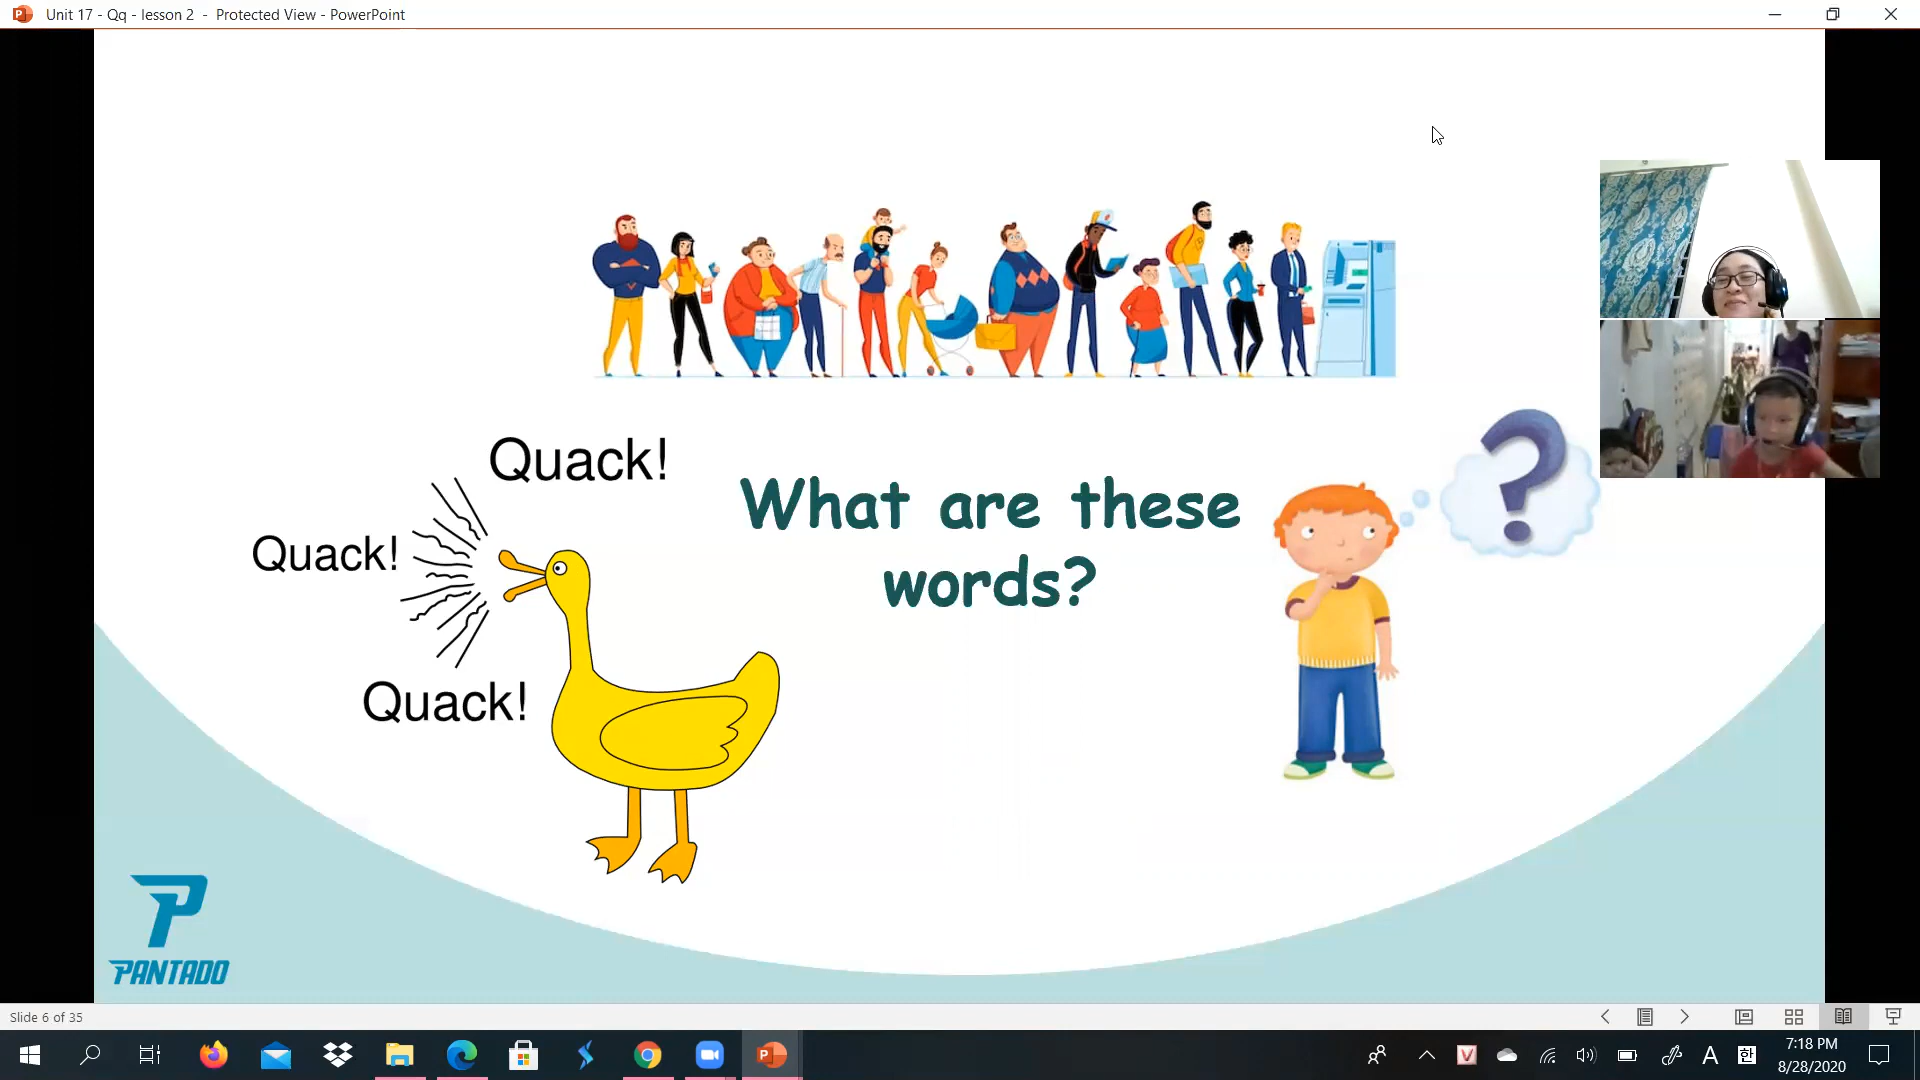 Unit 17 - Qq - lesson 2 - Protected View - PowerPoint
Quack!
Quack!
Quack!
What are these
words?
PANTADO
Slide 6 of 35
A
한
7:18 PM
8/28/2020